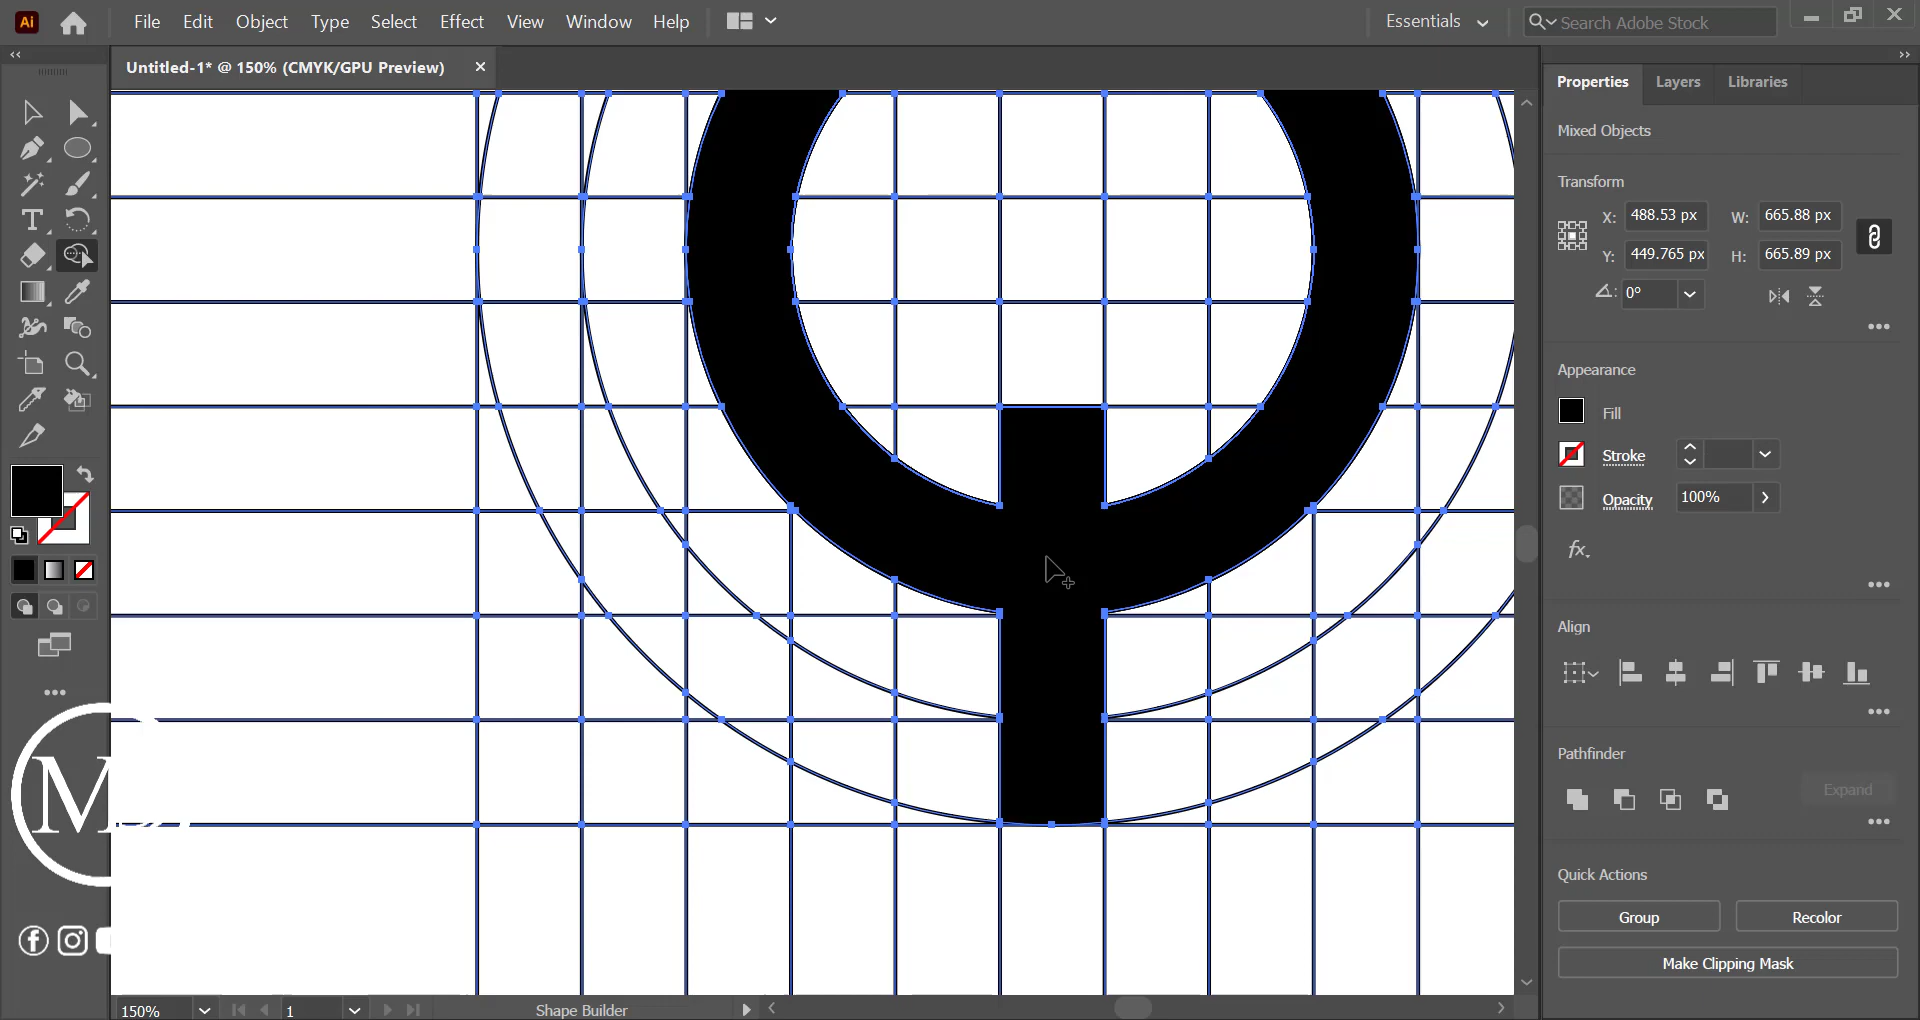 Ai File Edit Object Type Select Effect View Window Help Essentials Search Adobe Stock
Untitled-1* @ 150% (CMYK/GPU Preview)
Properties Layers Libraries
Mixed Objects
Transform
X: 488.53 px W: 665.88 px
Y: 449.765 px H: 665.89 px
0°
Appearance
Fill
Stroke
Opacity 100%
fx.
Align
Pathfinder
Expand
Quick Actions
Group Recolor
Make Clipping Mask
M
150% 1 Shape Builder